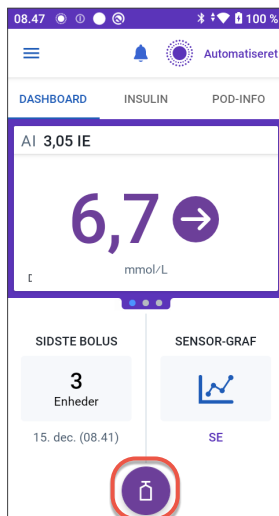 08.47 100 %
Automatiseret
DASHBOARD INSULIN POD-INFO
AI 3,05 IE
6,7
mmol/L
SIDSTE BOLUS SENSOR-GRAF
3
Enheder
15. dec. (08.41) SE